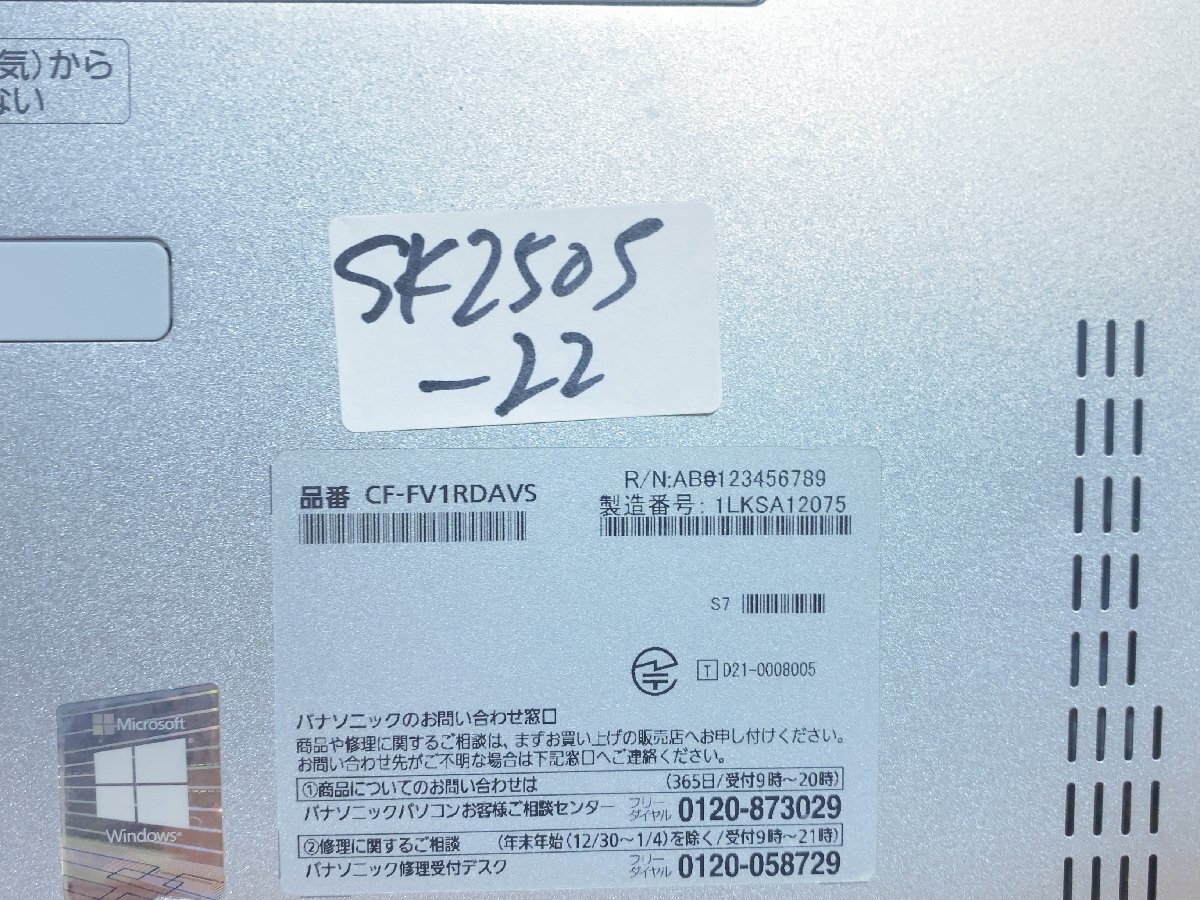 気)から
ない
SK2505
-22
品番 CF-FV1RDAVS
R/N:AB0123456789
製造番号: 1LKSA12075
S7
T D21-0008005
パナソニックのお問い合わせ窓口
商品や修理に関するご相談は、まずお買い上げの販売店へお申し付けください。
お問い合わせ先がご不明な場合は下記窓口へご連絡ください。
①商品についてのお問い合わせは (365日/受付9時~20時)
パナソニックパソコンお客様ご相談センター フリーダイヤル 0120-873029
②修理に関するご相談 (年末年始(12/30~1/4)を除く/受付9時~21時)
パナソニック修理受付デスク フリーダイヤル 0120-058729
Microsoft
Windows®